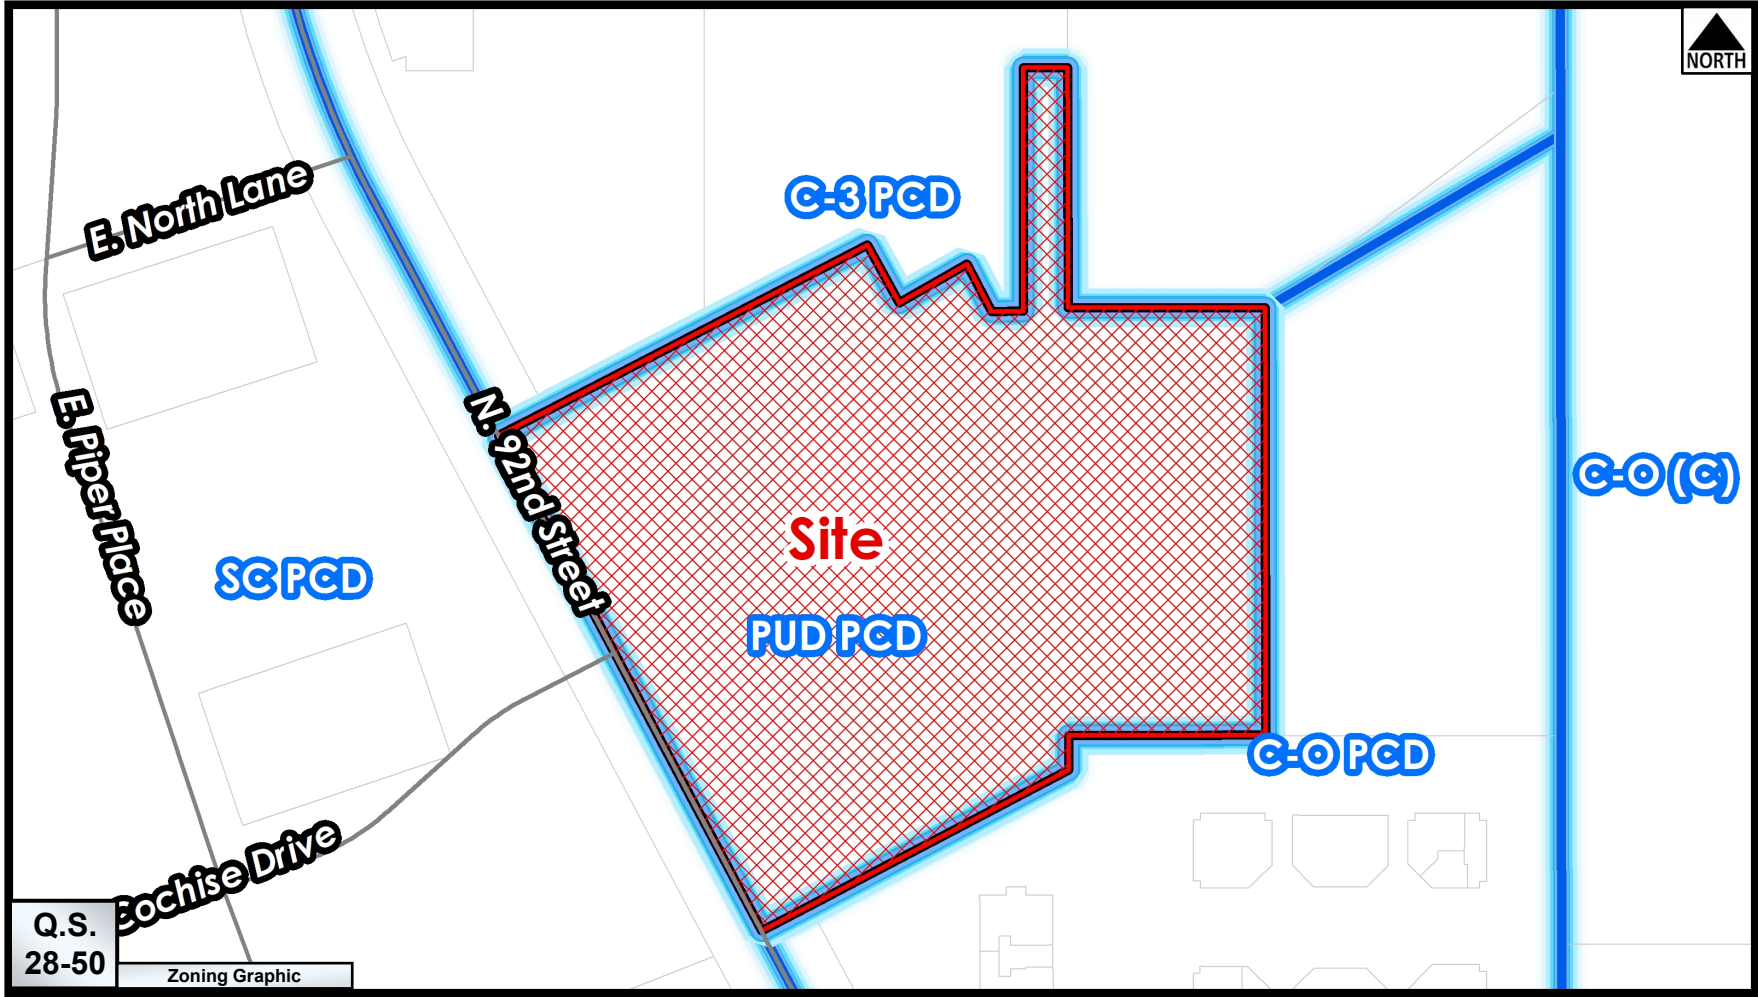 NORTH
E. North Lane
C-3 PCD
E. Piper Place
N. 92nd Street
C-O (C)
Site
SC PCD
PUD PCD
C-O PCD
Cochise Drive
Q.S.
28-50
Zoning Graphic